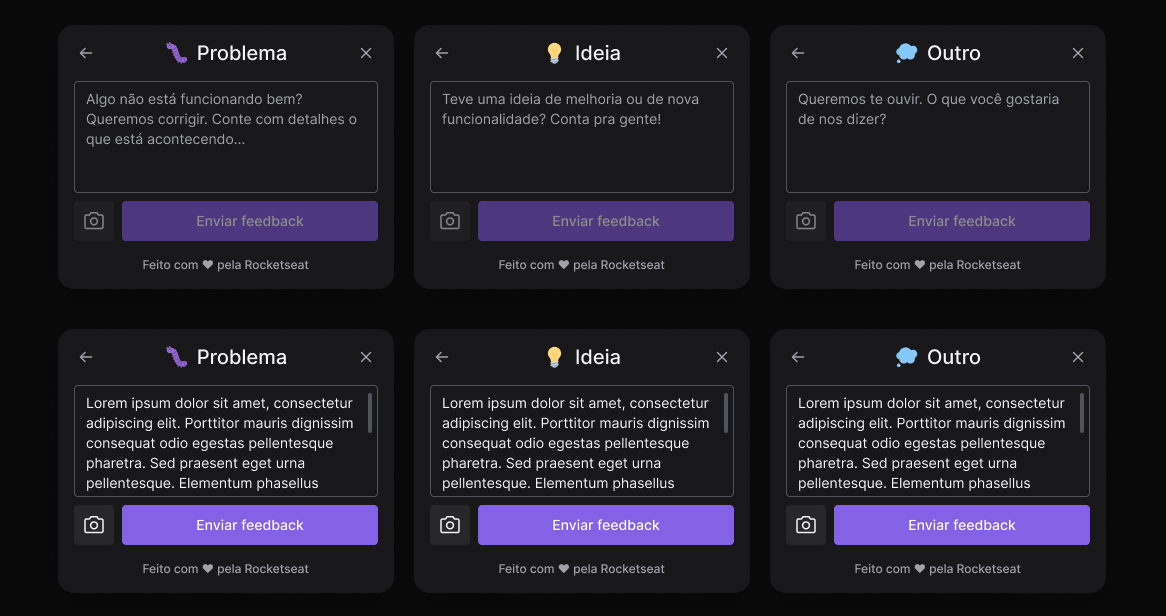 Problema
Algo não está funcionando bem?
Queremos corrigir. Conte com detalhes o
que está acontecendo...
Enviar feedback
Feito com ♥ pela Rocketseat
Ideia
Teve uma ideia de melhoria ou de nova
funcionalidade? Conta pra gente!
Enviar feedback
Feito com ♥ pela Rocketseat
Outro
Queremos te ouvir. O que você gostaria
de nos dizer?
Enviar feedback
Feito com ♥ pela Rocketseat
Problema
Lorem ipsum dolor sit amet, consectetur
adipiscing elit. Porttitor mauris dignissim
consequat odio egestas pellentesque
pharetra. Sed praesent eget urna
pellentesque. Elementum phasellus
Enviar feedback
Feito com ♥ pela Rocketseat
Ideia
Lorem ipsum dolor sit amet, consectetur
adipiscing elit. Porttitor mauris dignissim
consequat odio egestas pellentesque
pharetra. Sed praesent eget urna
pellentesque. Elementum phasellus
Enviar feedback
Feito com ♥ pela Rocketseat
Outro
Lorem ipsum dolor sit amet, consectetur
adipiscing elit. Porttitor mauris dignissim
consequat odio egestas pellentesque
pharetra. Sed praesent eget urna
pellentesque. Elementum phasellus
Enviar feedback
Feito com ♥ pela Rocketseat